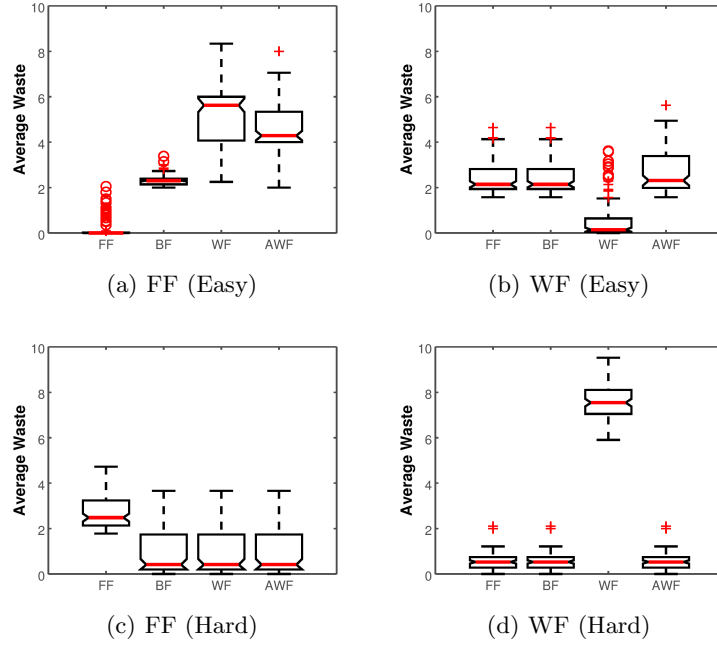 10
8
6
4
2
0
Average Waste
FF BF WF AWF
(a) FF (Easy)
10
8
6
4
2
0
Average Waste
FF BF WF AWF
(b) WF (Easy)
10
8
6
4
2
0
Average Waste
FF BF WF AWF
(c) FF (Hard)
10
8
6
4
2
0
Average Waste
FF BF WF AWF
(d) WF (Hard)